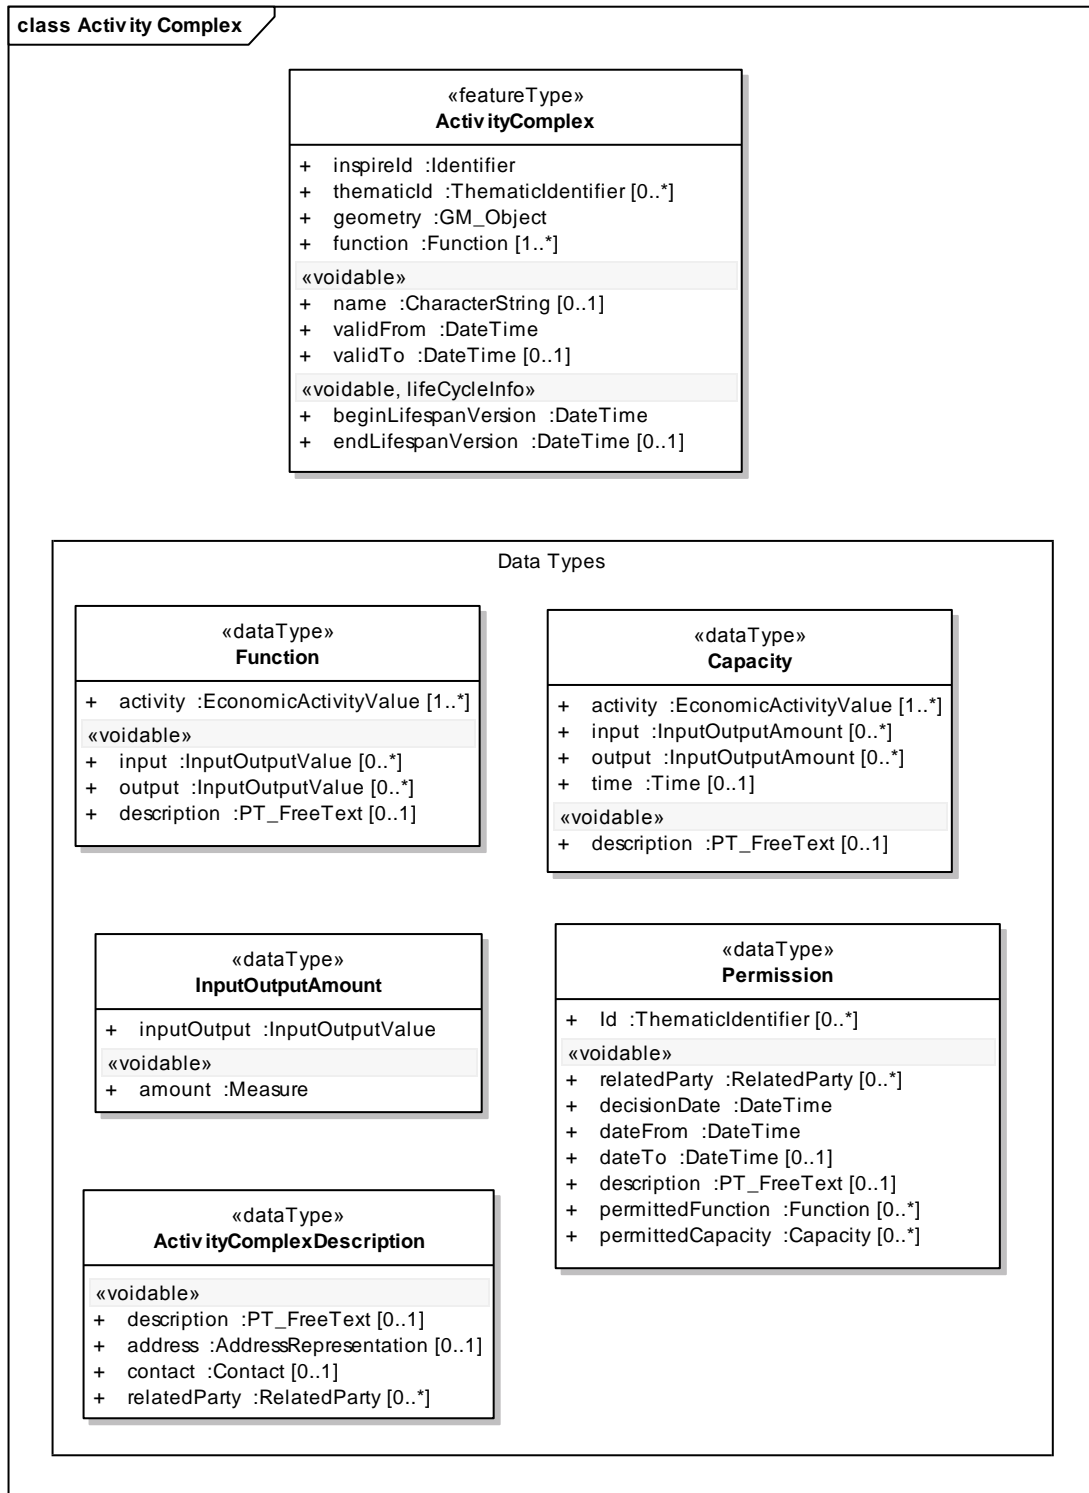 class Activity Complex
«featureType»
ActivityComplex
+ inspireId :Identifier
+ thematicId :ThematicIdentifier [0..*]
+ geometry :GM_Object
+ function :Function [1..*]
«voidable»
+ name :CharacterString [0..1]
+ validFrom :DateTime
+ validTo :DateTime [0..1]
«voidable, lifeCycleInfo»
+ beginLifespanVersion :DateTime
+ endLifespanVersion :DateTime [0..1]
Data Types
«dataType»
Function
+ activity :EconomicActivityValue [1..*]
«voidable»
+ input :InputOutputValue [0..*]
+ output :InputOutputValue [0..*]
+ description :PT_FreeText [0..1]
«dataType»
Capacity
+ activity :EconomicActivityValue [1..*]
+ input :InputOutputAmount [0..*]
+ output :InputOutputAmount [0..*]
+ time :Time [0..1]
«voidable»
+ description :PT_FreeText [0..1]
«dataType»
InputOutputAmount
+ inputOutput :InputOutputValue
«voidable»
+ amount :Measure
«dataType»
Permission
+ Id :ThematicIdentifier [0..*]
«voidable»
+ relatedParty :RelatedParty [0..*]
+ decisionDate :DateTime
+ dateFrom :DateTime
+ dateTo :DateTime [0..1]
+ description :PT_FreeText [0..1]
+ permittedFunction :Function [0..*]
+ permittedCapacity :Capacity [0..*]
«dataType»
ActivityComplexDescription
«voidable»
+ description :PT_FreeText [0..1]
+ address :AddressRepresentation [0..1]
+ contact :Contact [0..1]
+ relatedParty :RelatedParty [0..*]